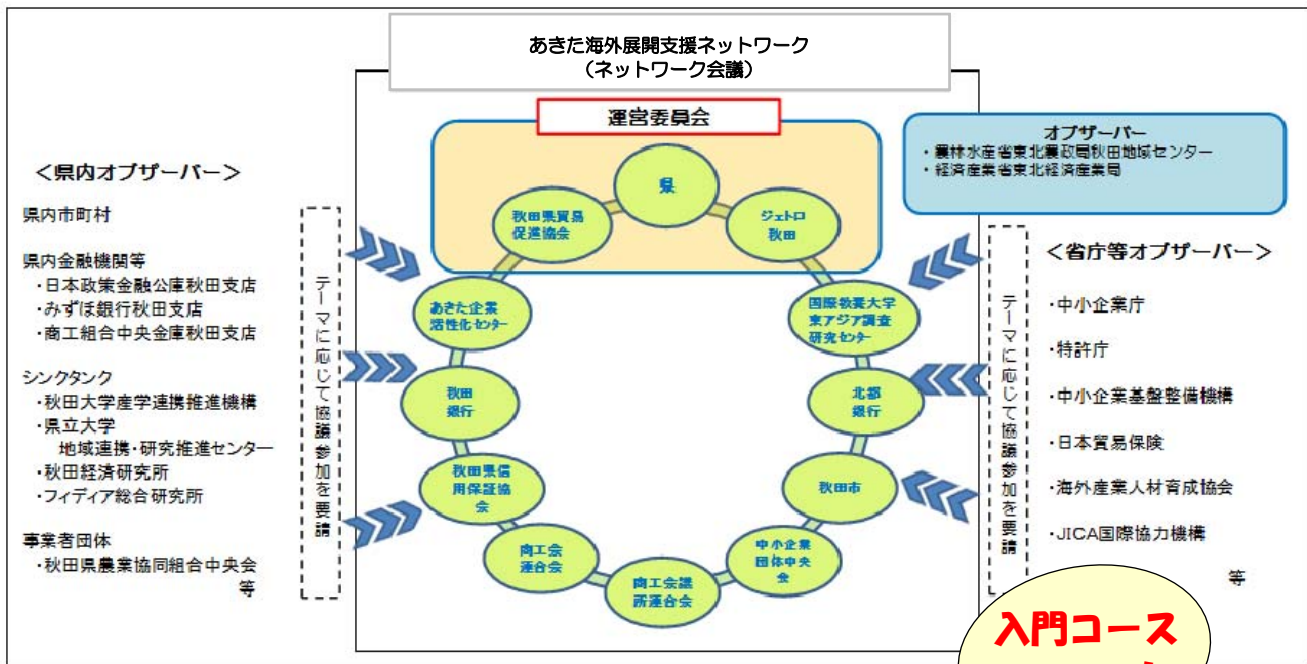 あきた海外展開支援ネットワーク
（ネットワーク会議）
運営委員会
県
秋田県貿易
促進協会
ジェトロ
秋田
あきた企業
活性化センター
国際教養大学
東アジア調査
研究センター
秋田
銀行
北都
銀行
秋田県信
用保証協
会
秋田市
商工会
連合会
中小企業
団体中央
会
商工会議
所連合会
オブザーバー
・農林水産省東北農政局秋田地域センター
・経済産業省東北経済産業局
＜県内オブザーバー＞
県内市町村
県内金融機関等
・日本政策金融公庫秋田支店
・みずほ銀行秋田支店
・商工組合中央金庫秋田支店
シンクタンク
・秋田大学産学連携推進機構
・県立大学
地域連携・研究推進センター
・秋田経済研究所
・フィディア総合研究所
事業者団体
・秋田県農業協同組合中央会
等
テーマに応じて協議参加を要請
テーマに応じて協議参加を要請
＜省庁等オブザーバー＞
・中小企業庁
・特許庁
・中小企業基盤整備機構
・日本貿易保険
・海外産業人材育成協会
・JICA国際協力機構
等
入門コース